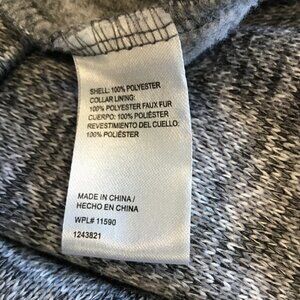 SHELL: 100% POLYESTER
COLLAR LINING:
100% POLYESTER FAUX FUR
CUERPO: 100% POLIÉSTER
REVESTIMIENTO DEL CUELLO:
100% POLIÉSTER
MADE IN CHINA /
HECHO EN CHINA
WPL# 11590
1243821